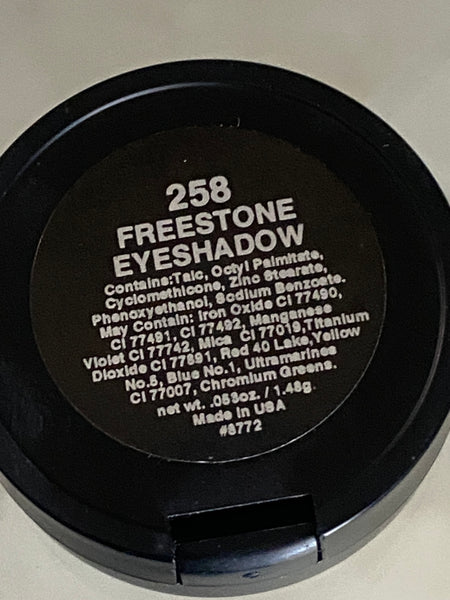 258
FREESTONE
EYESHADOW
Contains:Talc, Octyl Palmitate,
Cyclomethicone, Zinc Stearate,
Phenoxyethanol, Sodium Benzoate.
May Contain: Iron Oxide CI 77490,
CI 77491, CI 77492, Manganese
Violet CI 77742, Mica CI 77019,Titanium
Dioxide CI 77891, Red 40 Lake,Yellow
No.5, Blue No.1, Ultramarines
CI 77007, Chromium Greens.
net wt. .053oz. / 1.48g.
Made in USA
#8772